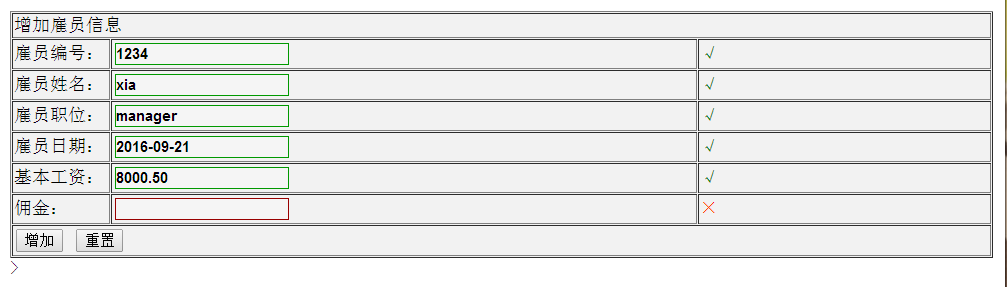 增加雇员信息
雇员编号： 1234 √
雇员姓名： xia √
雇员职位： manager √
雇员日期： 2016-09-21 √
基本工资： 8000.50 √
佣金： ×
增加 重置
>